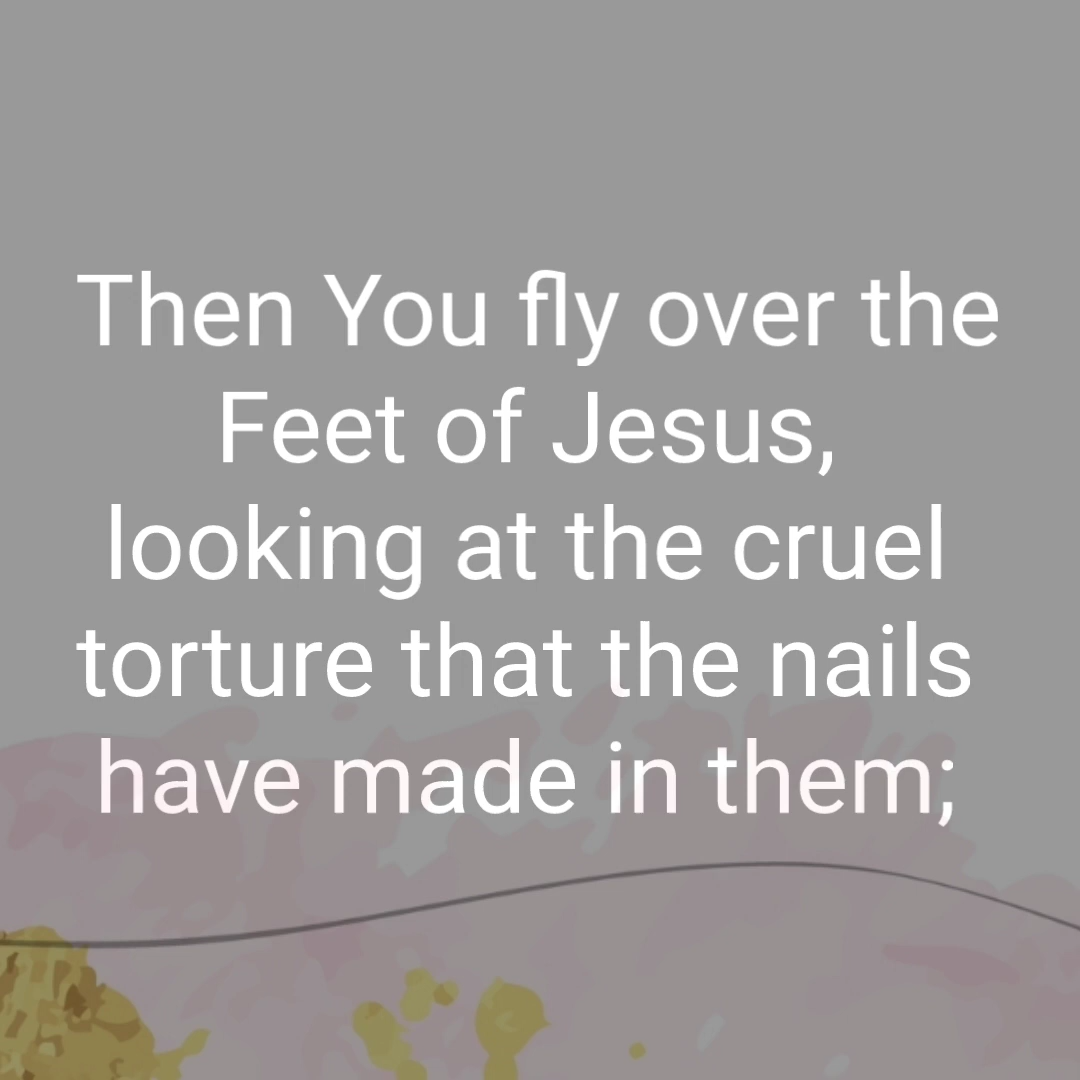 Then You fly over the
Feet of Jesus,
looking at the cruel
torture that the nails
have made in them;